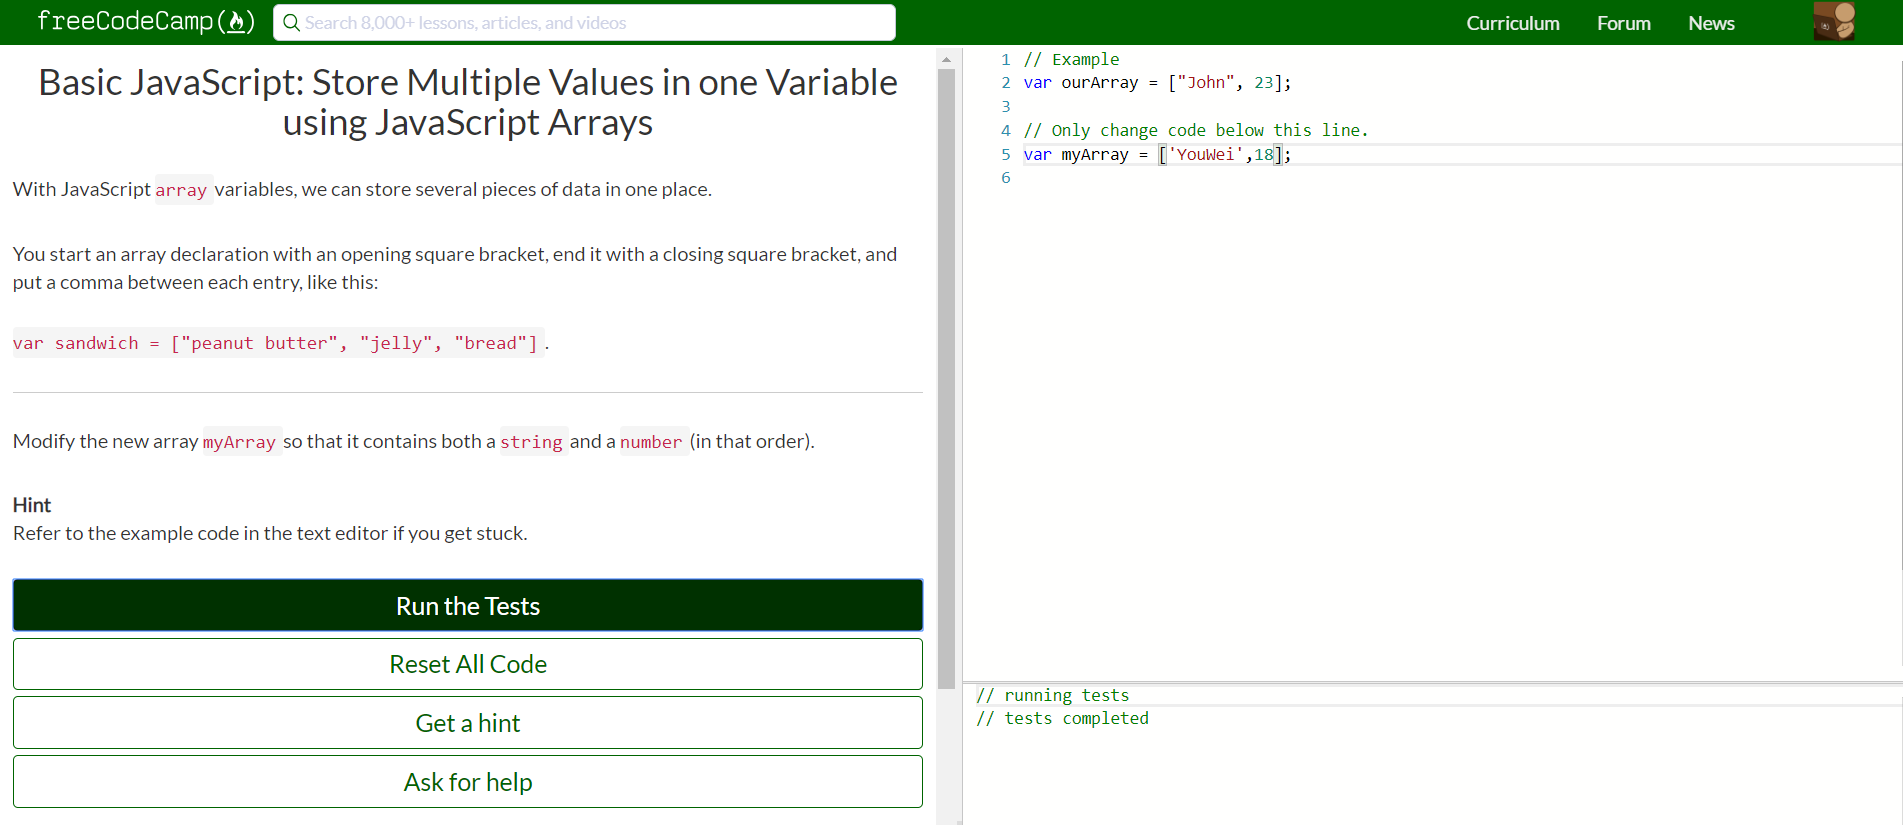 freeCodeCamp(🔥)
Search 8,000+ lessons, articles, and videos
Curriculum
Forum
News
Basic JavaScript: Store Multiple Values in one Variable
using JavaScript Arrays
With JavaScript array variables, we can store several pieces of data in one place.
You start an array declaration with an opening square bracket, end it with a closing square bracket, and
put a comma between each entry, like this:
var sandwich = ["peanut butter", "jelly", "bread"] .
Modify the new array myArray so that it contains both a string and a number (in that order).
Hint
Refer to the example code in the text editor if you get stuck.
Run the Tests
Reset All Code
Get a hint
Ask for help
1 // Example
2 var ourArray = ["John", 23];
3
4 // Only change code below this line.
5 var myArray = ['YouWei',18];
6
// running tests
// tests completed